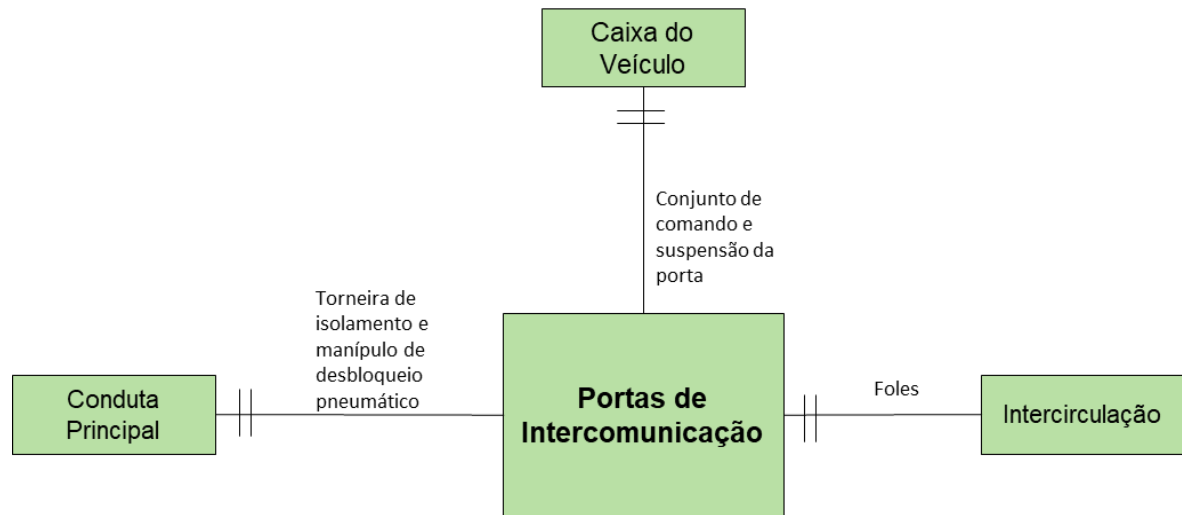 Caixa do
Veículo
Conjunto de
comando e
suspensão da
porta
Torneira de
isolamento e
manípulo de
desbloqueio
pneumático
Conduta
Principal
Portas de
Intercomunicação
Foles
Intercirculação